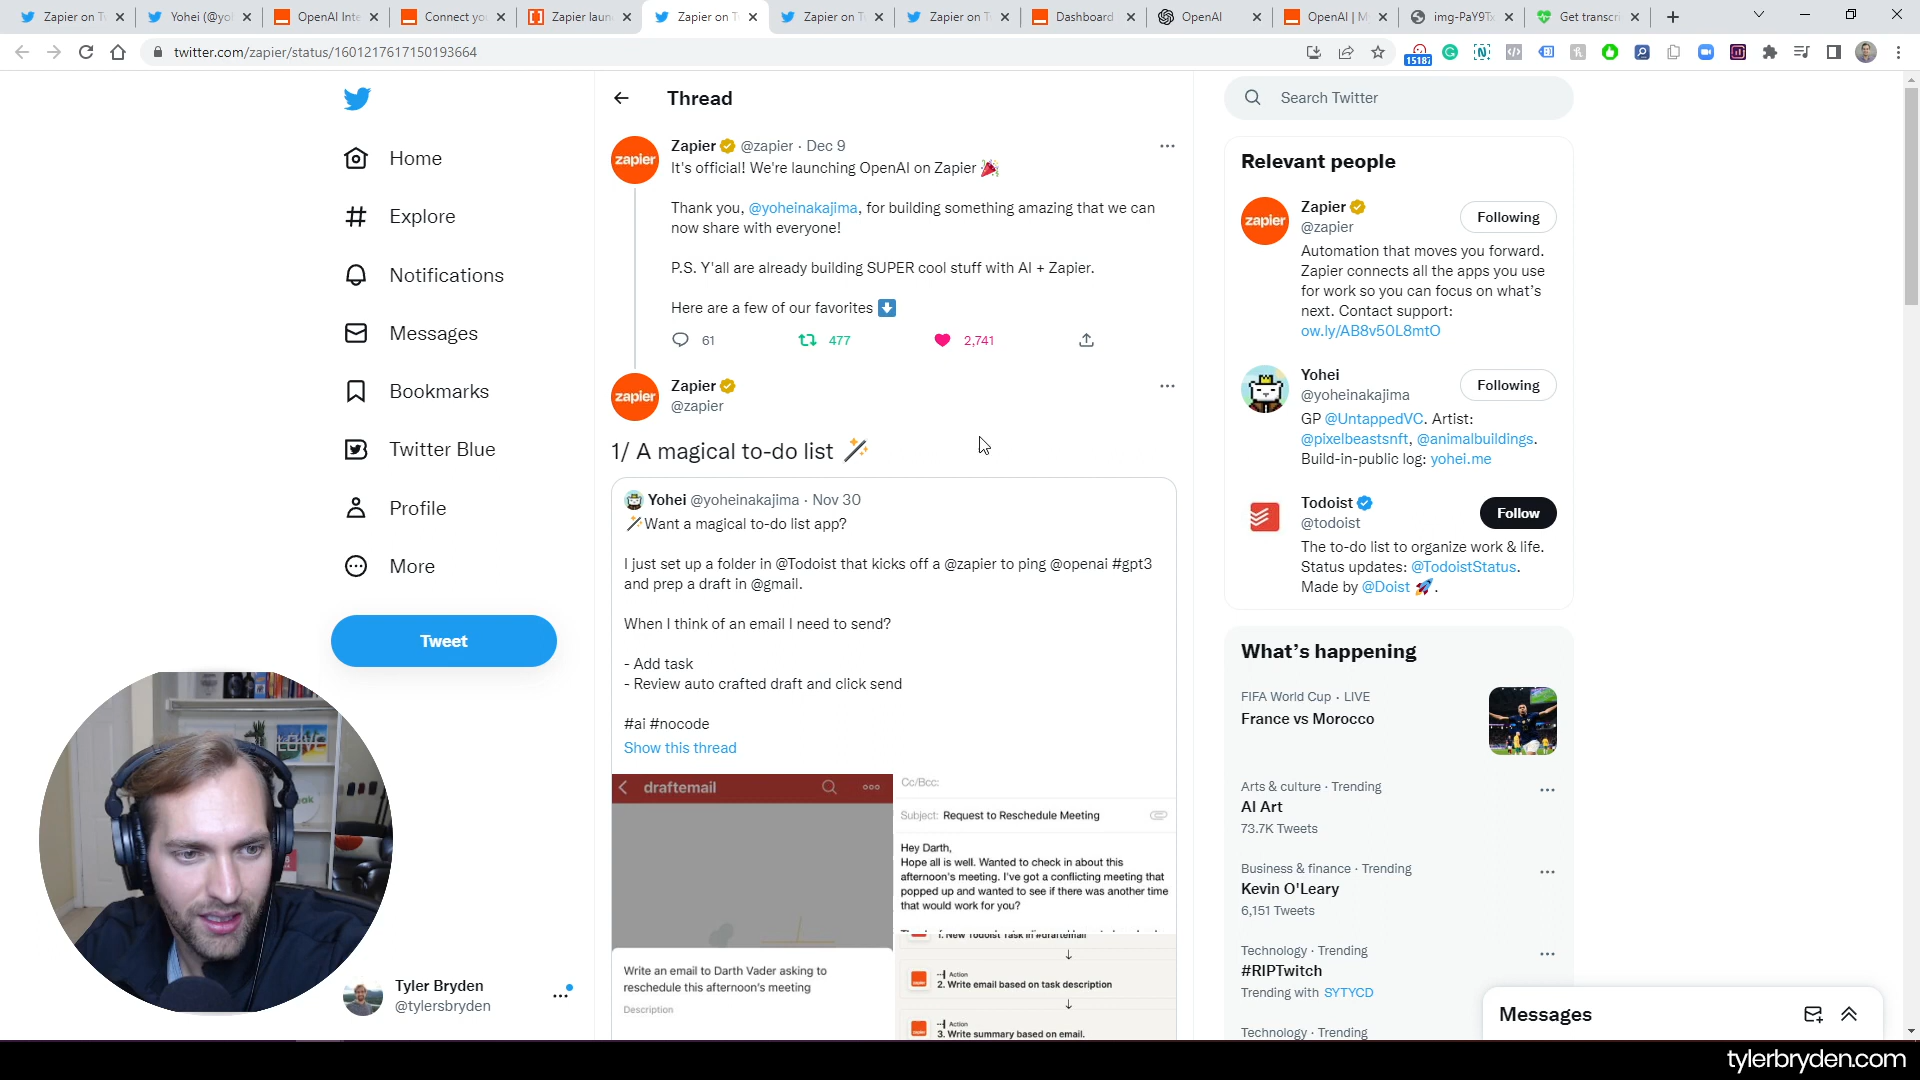 Zapier on T
Yohei (@yo
OpenAI Inte
Connect yo
Zapier laun
Zapier on T
Zapier on T
Zapier on T
Dashboard
OpenAI
OpenAI | M
img-PaY9Tx
Get transcri
twitter.com/zapier/status/1601217617150193664
15187
Home
Explore
Notifications
Messages
Bookmarks
Twitter Blue
Profile
More
Tweet
Tyler Bryden
@tylersbryden
Thread
zapier
Zapier @zapier · Dec 9
It's official! We're launching OpenAI on Zapier 🎉
Thank you, @yoheinakajima, for building something amazing that we can
now share with everyone!
P.S. Y'all are already building SUPER cool stuff with AI + Zapier.
Here are a few of our favorites ⬇️
61 477 2,741
zapier
Zapier
@zapier
1/ A magical to-do list 🪄
Yohei @yoheinakajima · Nov 30
🪄Want a magical to-do list app?
I just set up a folder in @Todoist that kicks off a @zapier to ping @openai #gpt3
and prep a draft in @gmail.
When I think of an email I need to send?
- Add task
- Review auto crafted draft and click send
#ai #nocode
Show this thread
draftemail
Write an email to Darth Vader asking to
reschedule this afternoon's meeting
Description
Cc/Bcc:
Subject: Request to Reschedule Meeting
Hey Darth,
Hope all is well. Wanted to check in about this
afternoon's meeting. I've got a conflicting meeting that
popped up and wanted to see if there was another time
that would work for you?
1. New Todoist Task in #draftemail
Action
2. Write email based on task description
Action
3. Write summary based on email.
Search Twitter
Relevant people
zapier
Zapier
@zapier
Following
Automation that moves you forward.
Zapier connects all the apps you use
for work so you can focus on what's
next. Contact support:
ow.ly/AB8v50L8mtO
Yohei
@yoheinakajima
Following
GP @UntappedVC. Artist:
@pixelbeastsnft, @animalbuildings.
Build-in-public log: yohei.me
Todoist
@todoist
Follow
The to-do list to organize work & life.
Status updates: @TodoistStatus.
Made by @Doist 🚀.
What's happening
FIFA World Cup · LIVE
France vs Morocco
Arts & culture · Trending
AI Art
73.7K Tweets
Business & finance · Trending
Kevin O'Leary
6,151 Tweets
Technology · Trending
#RIPTwitch
Trending with SYTYCD
Technology · Trending
Messages
tylerbryden.com